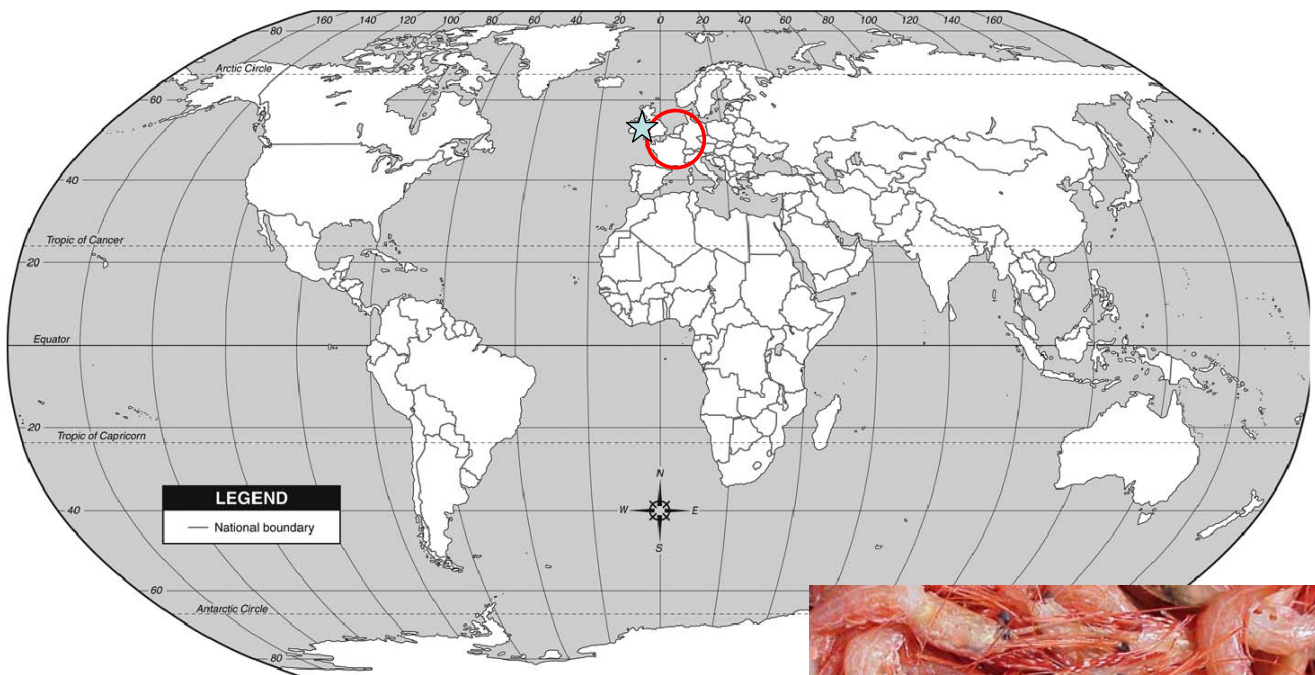 160 140 120 100 80 60 40 20 0 20 40 60 80 100 120 140 160
80
Arctic Circle
60
40
Tropic of Cancer
20
Equator
20
Tropic of Capricorn
LEGEND
National boundary
40
N
W E
S
60
Antarctic Circle
80